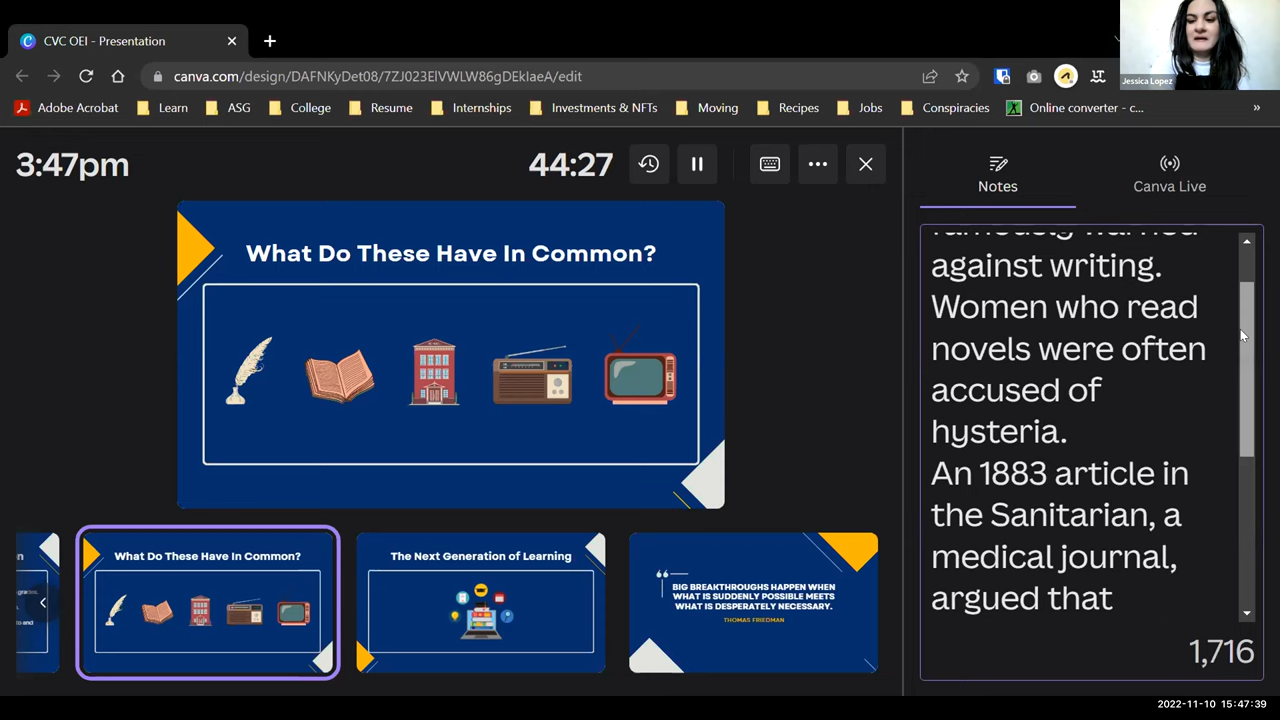 CVC OEI - Presentation
canva.com/design/DAFNKyDet08/7ZJ023ElVWLW86gDEkIaeA/edit
Jessica Lopez
Adobe Acrobat Learn ASG College Resume Internships Investments & NFTs Moving Recipes Jobs Conspiracies Online converter - c... »
3:47pm 44:27
Notes Canva Live
What Do These Have In Common?
against writing.
Women who read
novels were often
accused of
hysteria.
An 1883 article in
the Sanitarian, a
medical journal,
argued that
1,716
What Do These Have In Common?
The Next Generation of Learning
BIG BREAKTHROUGHS HAPPEN WHEN
WHAT IS SUDDENLY POSSIBLE MEETS
WHAT IS DESPERATELY NECESSARY.
THOMAS FRIEDMAN
2022-11-10 15:47:39